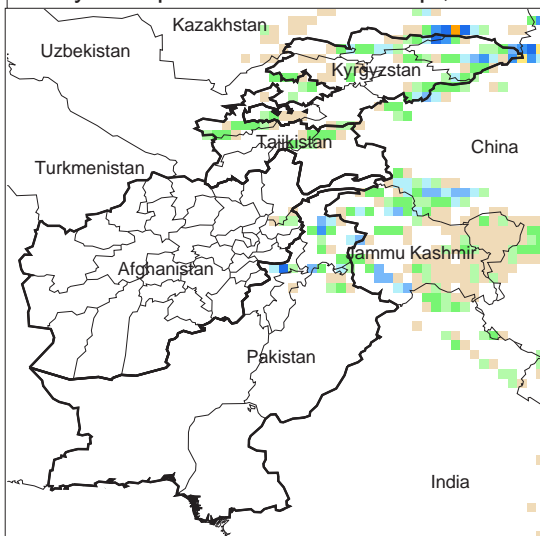 Kazakhstan
Uzbekistan
Kyrgyzstan
Tajikistan
China
Turkmenistan
Jammu Kashmir
Afghanistan
Pakistan
India